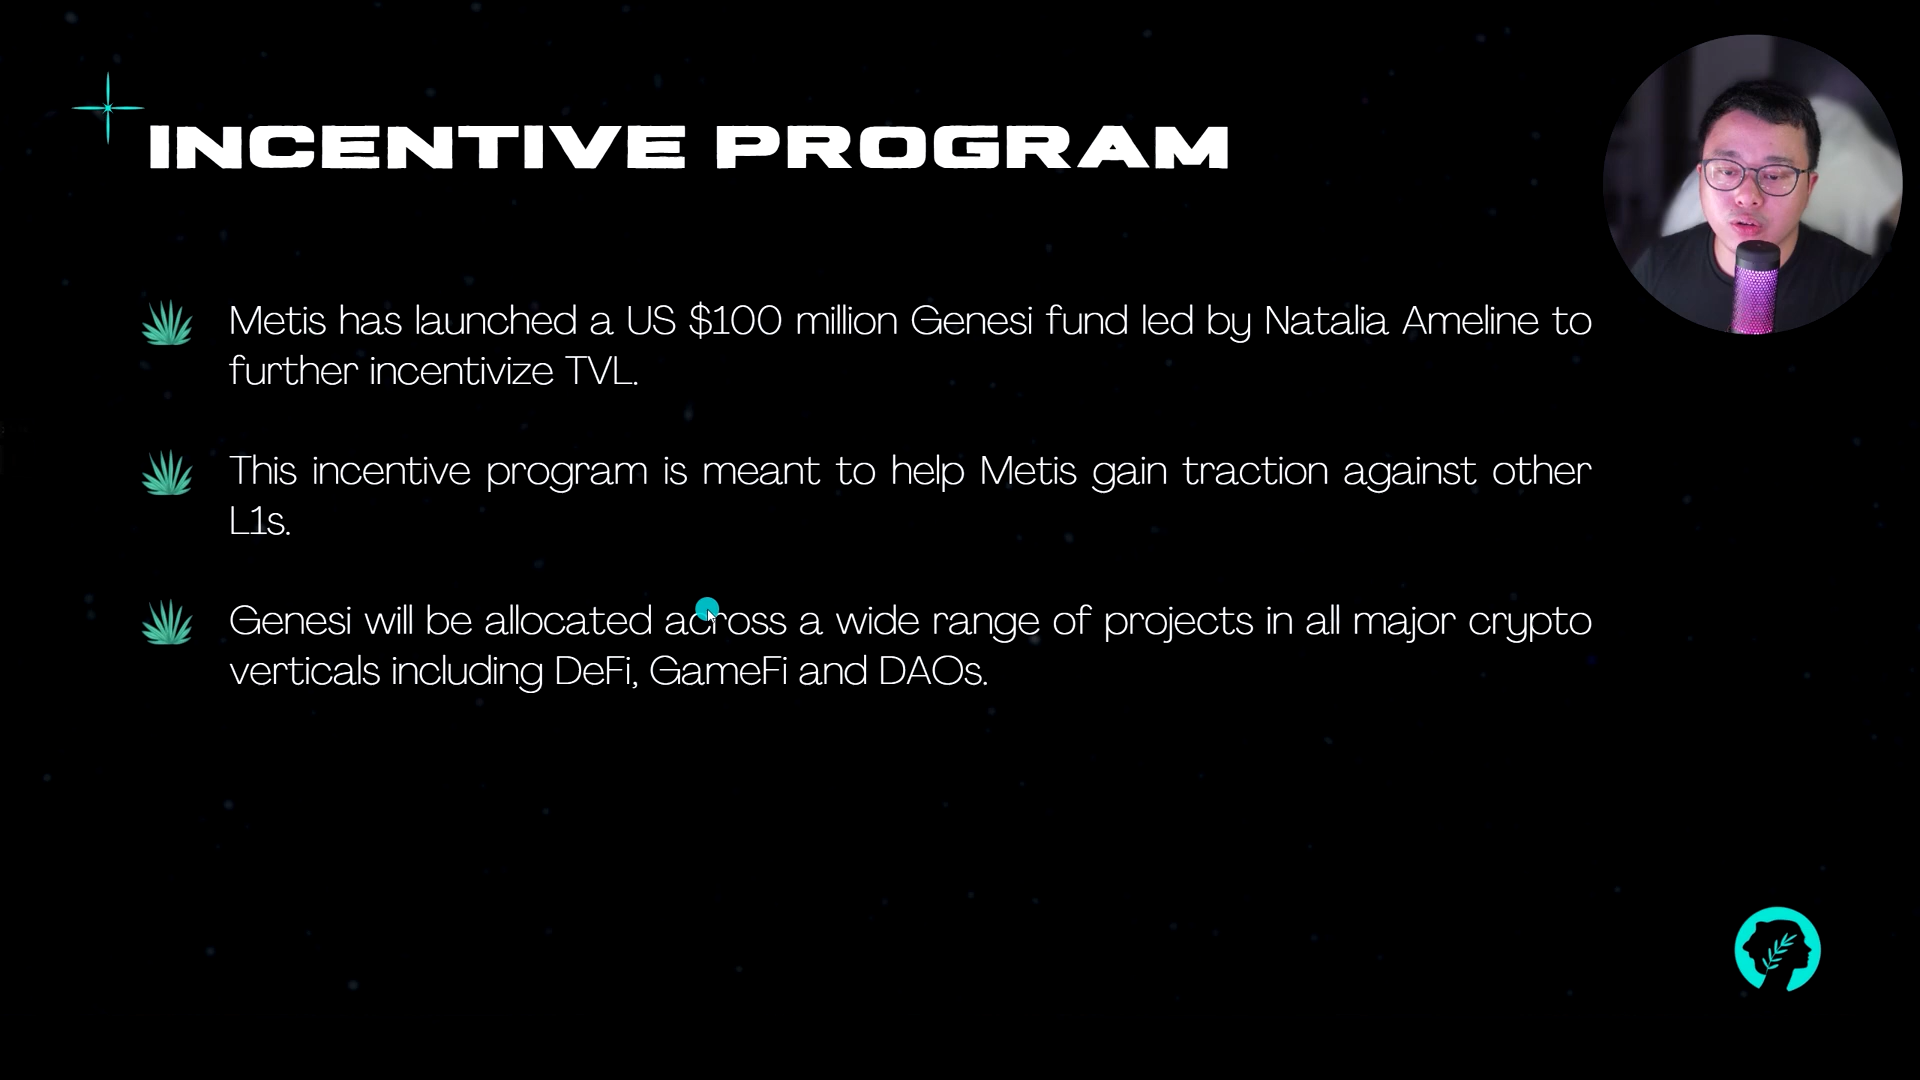 INCENTIVE PROGRAM
Metis has launched a US $100 million Genesi fund led by Natalia Ameline to
further incentivize TVL.
This incentive program is meant to help Metis gain traction against other
L1s.
Genesi will be allocated across a wide range of projects in all major crypto
verticals including DeFi, GameFi and DAOs.